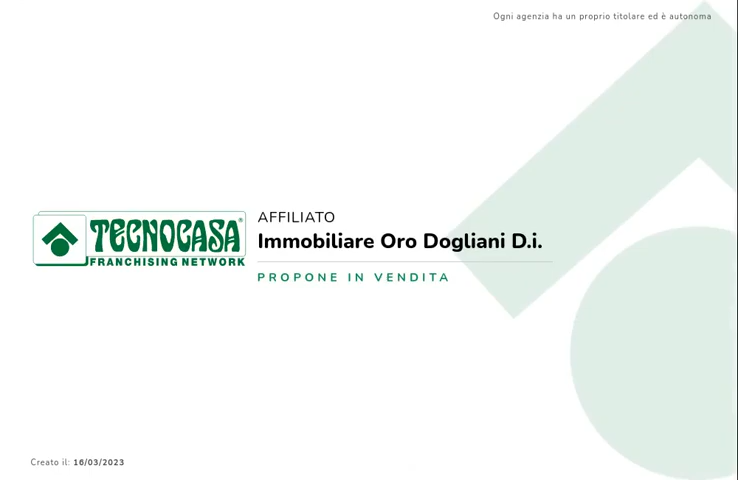 Ogni agenzia ha un proprio titolare ed è autonoma
TECNOCASA®
FRANCHISING NETWORK
AFFILIATO
Immobiliare Oro Dogliani D.i.
PROPONE IN VENDITA
Creato il: 16/03/2023